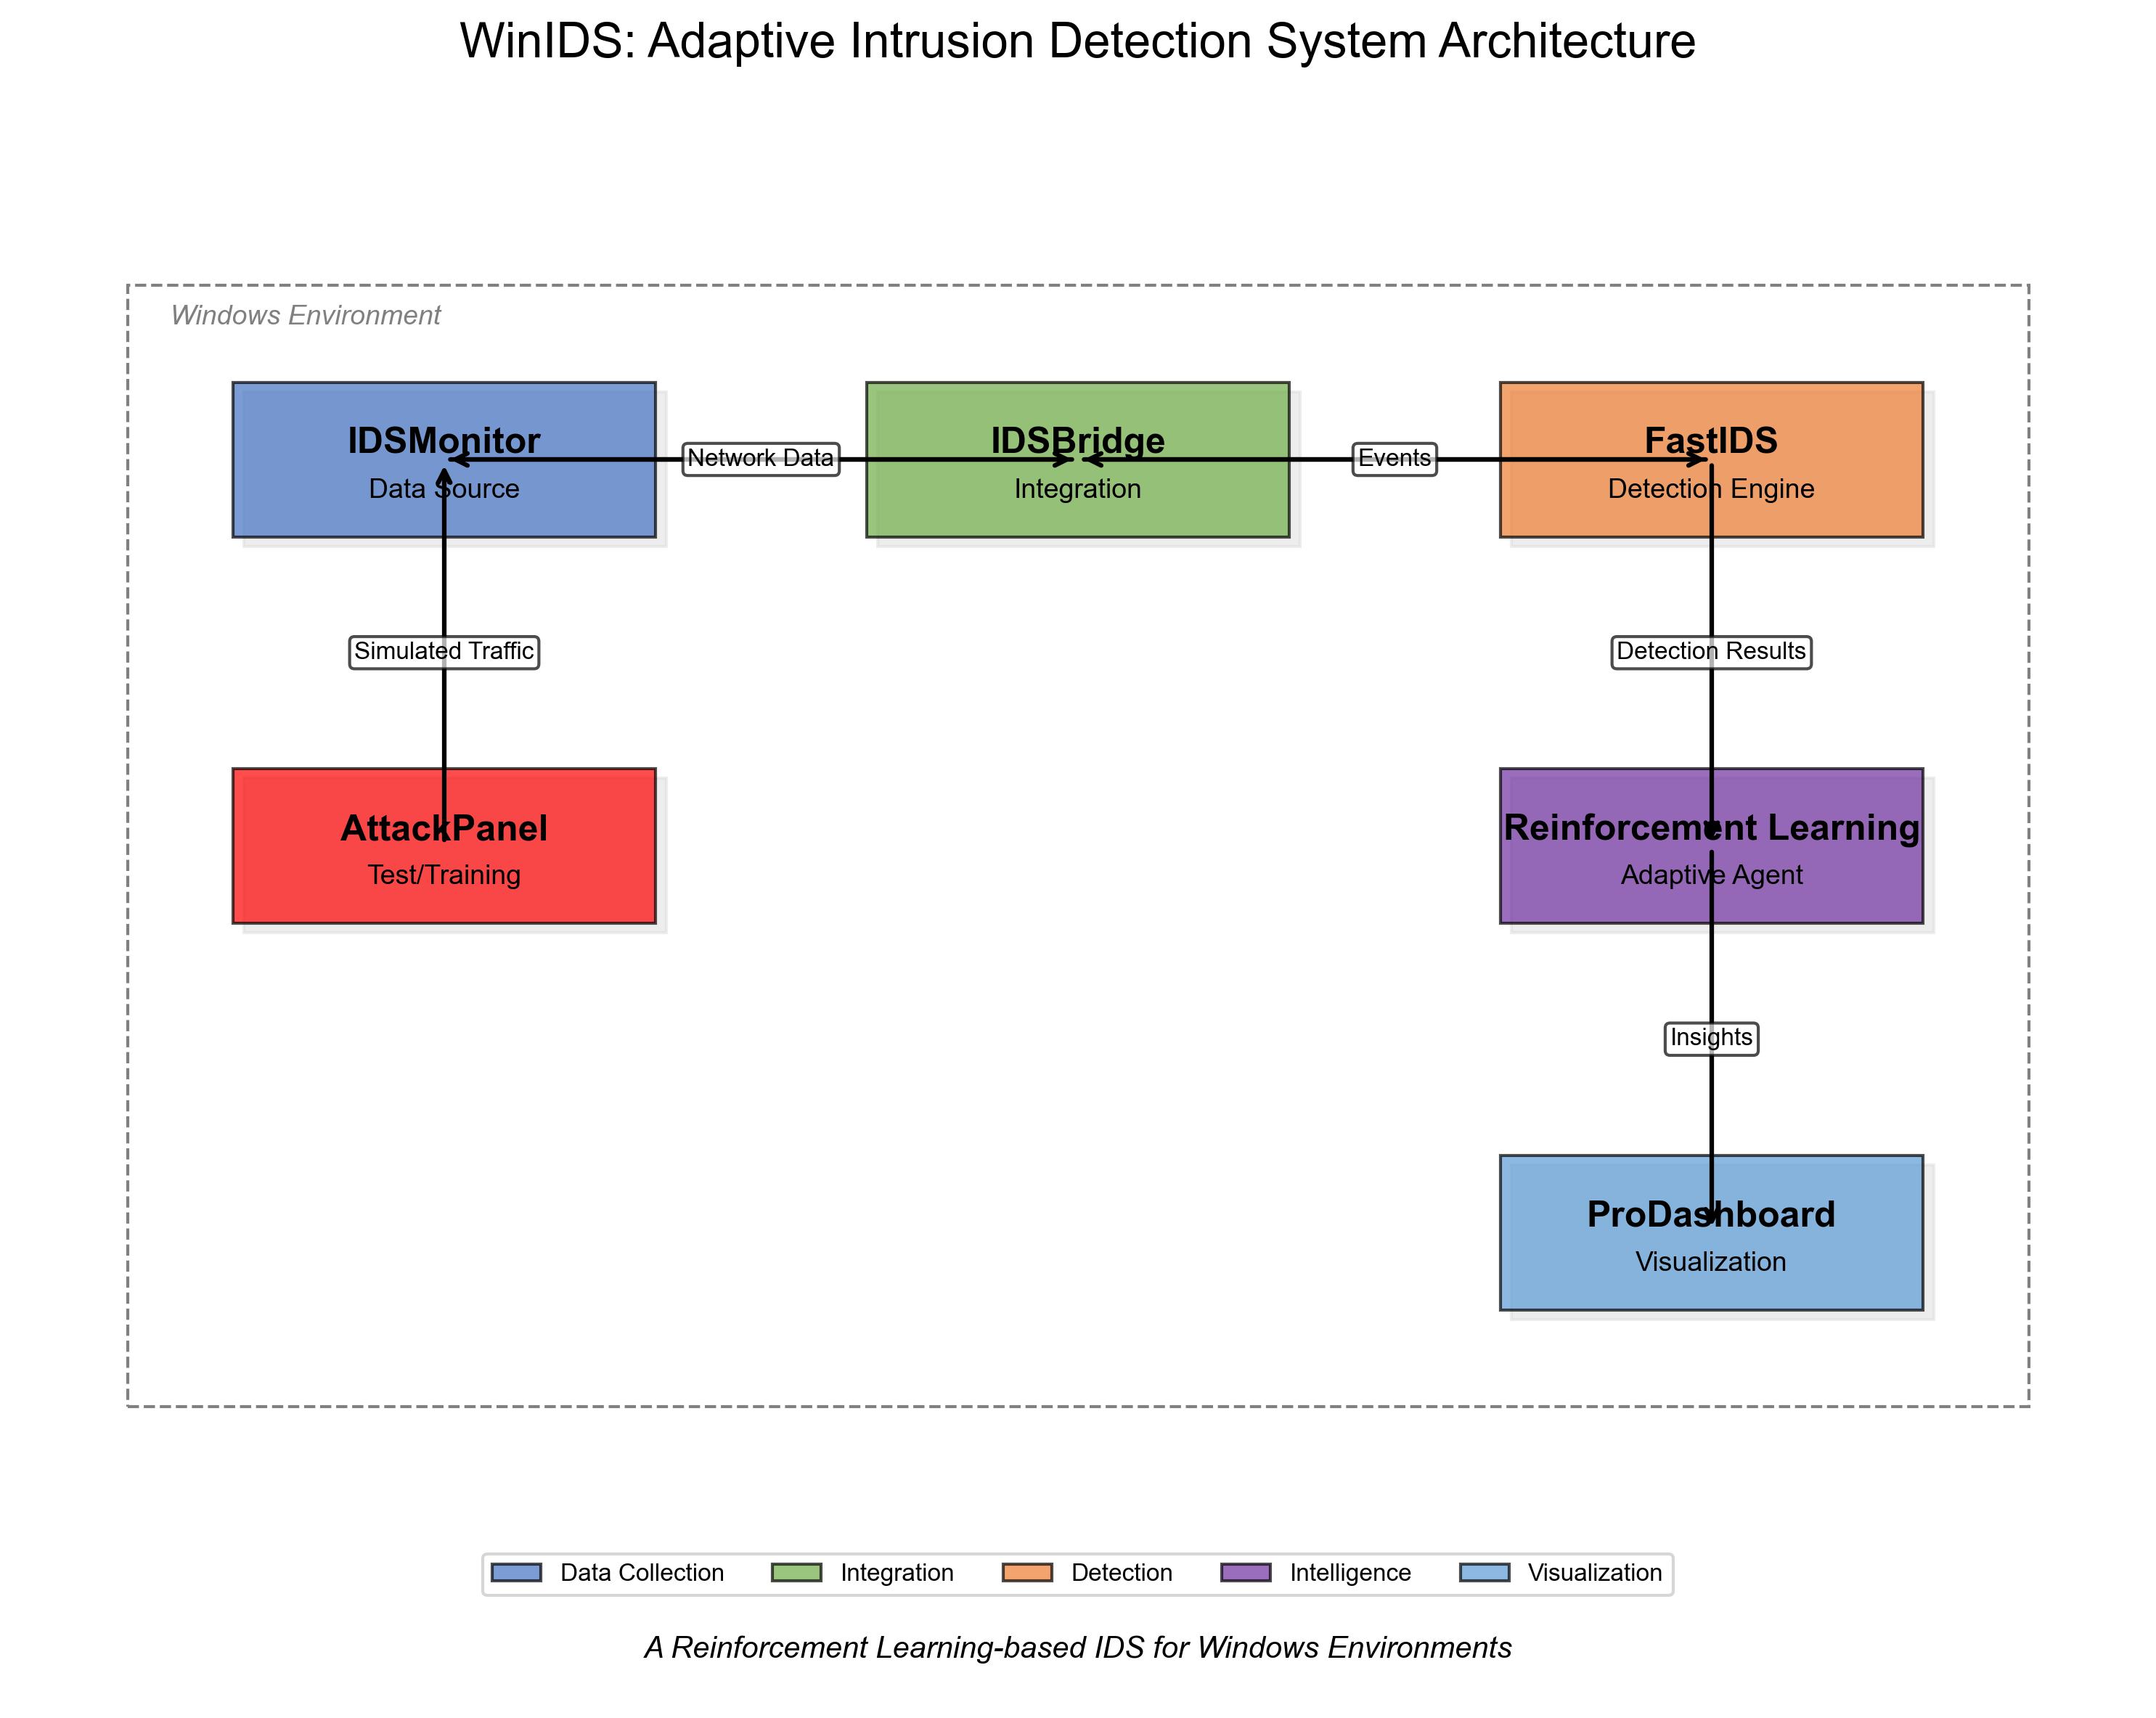 WinIDS: Adaptive Intrusion Detection System Architecture
Windows Environment
IDSMonitor
Data Source
Network Data
IDSBridge
Integration
Events
FastIDS
Detection Engine
Simulated Traffic
Detection Results
AttackPanel
Test/Training
Reinforcement Learning
Adaptive Agent
Insights
ProDashboard
Visualization
Data Collection
Integration
Detection
Intelligence
Visualization
A Reinforcement Learning-based IDS for Windows Environments